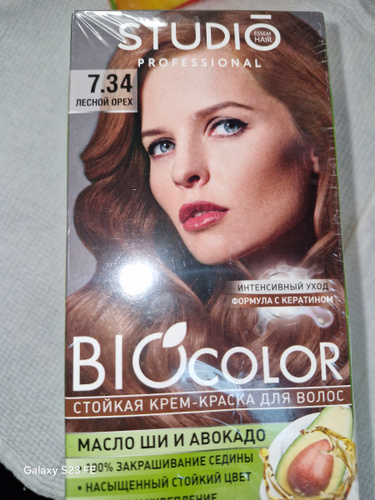 STUDIO
ESSEM
HAIR
PROFESSIONAL
7.34
ЛЕСНОЙ ОРЕХ
ИНТЕНСИВНЫЙ УХОД
ФОРМУЛА С КЕРАТИНОМ
BIOCOLOR
СТОЙКАЯ КРЕМ-КРАСКА ДЛЯ ВОЛОС
МАСЛО ШИ И АВОКАДО
100% ЗАКРАШИВАНИЕ СЕДИНЫ
• НАСЫЩЕННЫЙ СТОЙКИЙ ЦВЕТ
Galaxy S23 FE